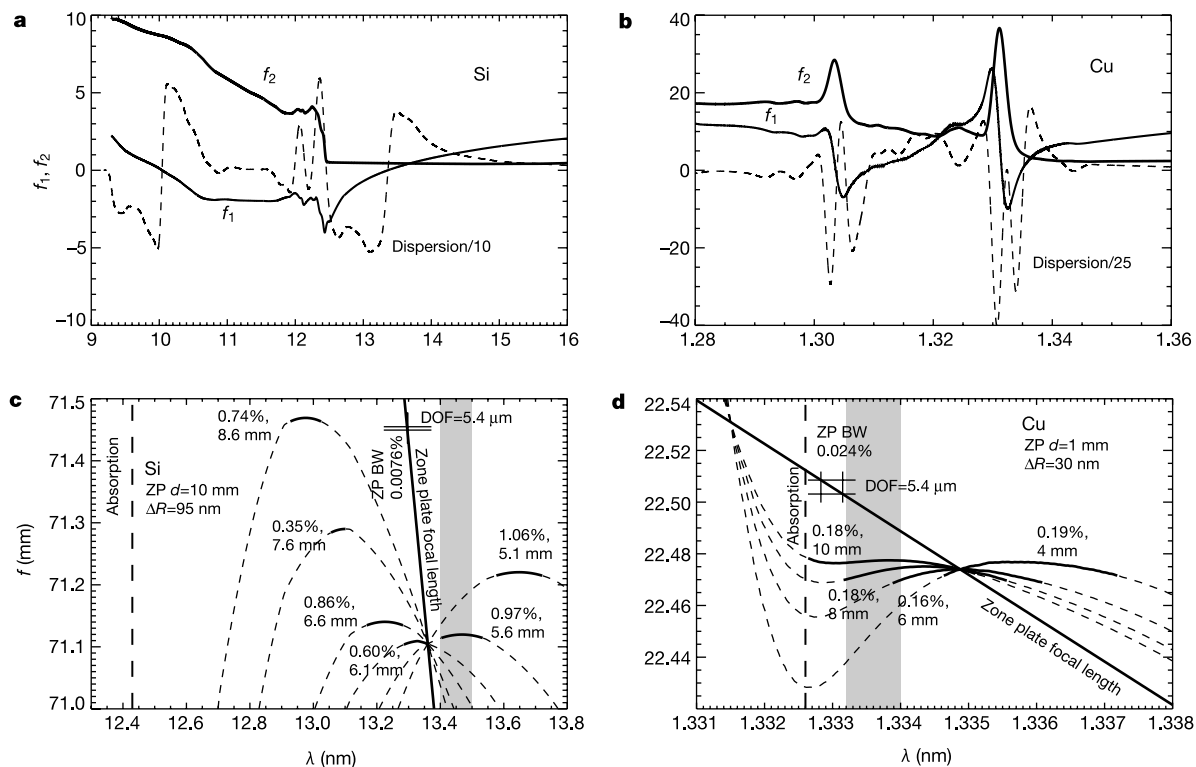 a
10
5
0
−5
−10
f1, f2
f2
f1
Si
Dispersion/10
9 10 11 12 13 14 15 16
b
40
20
0
−20
−40
f2
f1
Cu
Dispersion/25
1.28 1.30 1.32 1.34 1.36
c
71.5
71.4
71.3
71.2
71.1
71.0
f (mm)
Absorption
Si
ZP d=10 mm
ΔR=95 nm
0.74%,
8.6 mm
0.35%,
7.6 mm
0.86%,
6.6 mm
0.60%,
6.1 mm
DOF=5.4 μm
ZP BW
0.0076%
Zone plate focal length
1.06%,
5.1 mm
0.97%,
5.6 mm
12.4 12.6 12.8 13.0 13.2 13.4 13.6 13.8
λ (nm)
d
22.54
22.52
22.50
22.48
22.46
22.44
ZP BW
0.024%
Cu
ZP d=1 mm
ΔR=30 nm
DOF=5.4 μm
Absorption
0.18%,
10 mm
0.18%,
8 mm
0.16%,
6 mm
0.19%,
4 mm
Zone plate focal length
1.331 1.332 1.333 1.334 1.335 1.336 1.337 1.338
λ (nm)